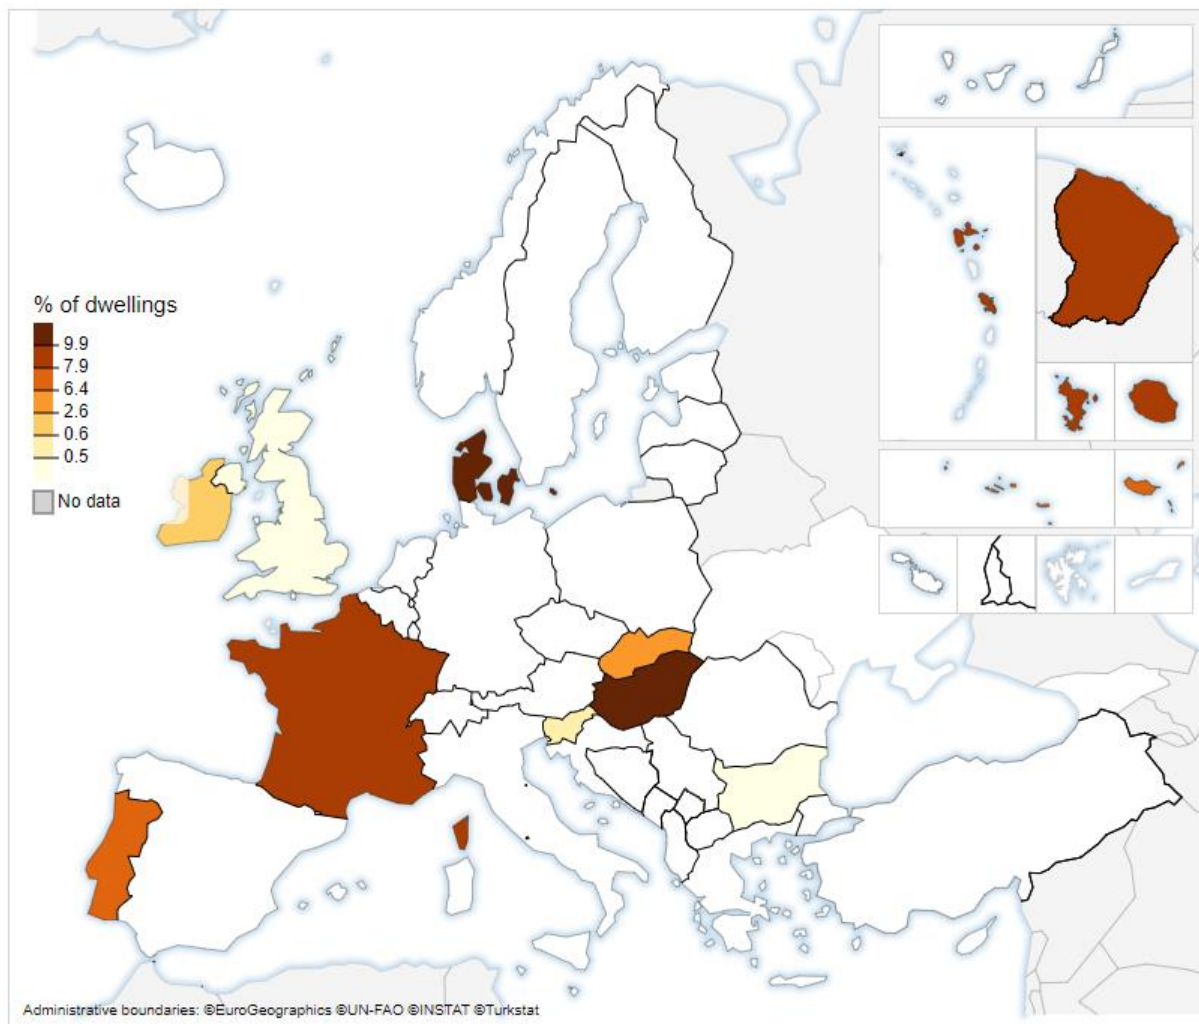 % of dwellings
9.9
7.9
6.4
2.6
0.6
0.5
No data
Administrative boundaries: ©EuroGeographics ©UN-FAO ©INSTAT ©Turkstat